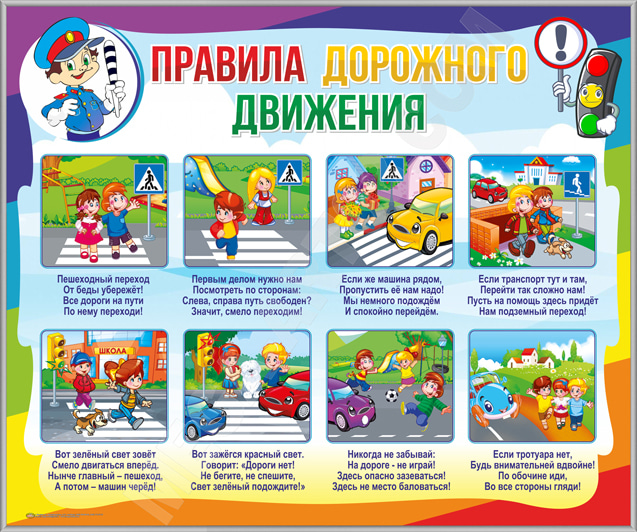 ПРАВИЛА ДОРОЖНОГО
ДВИЖЕНИЯ
Пешеходный переход
От беды убережёт!
Все дороги на пути
По нему переходи!
Первым делом нужно нам
Посмотреть по сторонам:
Слева, справа путь свободен?
Значит, смело переходим!
Если же машина рядом,
Пропустить её нам надо!
Мы немного подождём
И спокойно перейдём.
Если транспорт тут и там,
Перейти так сложно нам!
Пусть на помощь здесь придёт
Нам подземный переход!
ШКОЛА
Вот зелёный свет зовёт
Смело двигаться вперёд.
Нынче главный – пешеход,
А потом – машин черёд!
Вот зажёгся красный свет.
Говорит: «Дороги нет!
Не бегите, не спешите,
Свет зелёный подождите!»
Никогда не забывай:
На дороге - не играй!
Здесь опасно зазеваться!
Здесь не место баловаться!
Если тротуара нет,
Будь внимательней вдвойне!
По обочине иди,
Во все стороны гляди!